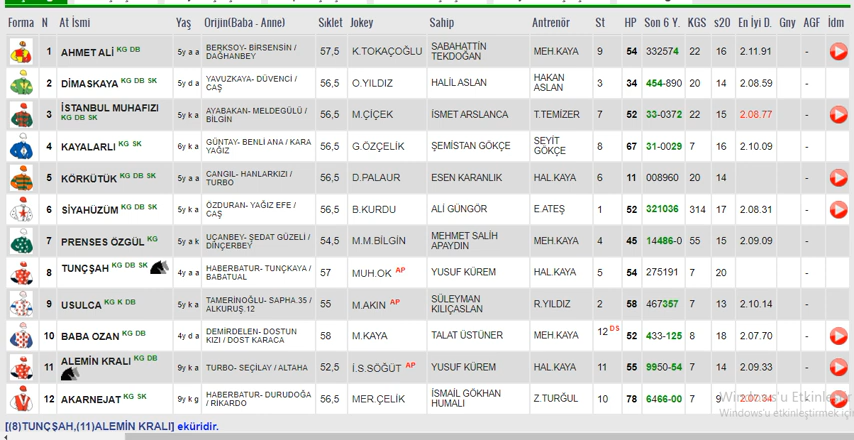 Forma N At İsmi Yaş Orijin(Baba - Anne) Sıklet Jokey Sahip Antrenör St HP Son 6 Y. KGS s20 En İyi D. Gny AGF İdm
1 AHMET ALİ KG DB 5y a a BERKSOY- BİRSENSİN / DAĞHANBEY 57,5 K.TOKAÇOĞLU SABAHATTİN TEKDOĞAN MEH.KAYA 9 54 332574 22 16 2.11.91 -
2 DİMASKAYA KG DB SK 5y d a YAVUZKAYA- DÜVENCİ / CAŞ 56,5 O.YILDIZ HALİL ASLAN HAKAN ASLAN 3 34 454-890 20 14 2.08.59 -
3 İSTANBUL MUHAFIZI KG DB SK 5y k a AYABAKAN- MELDEGÜLÜ / BİLGİN 56,5 M.ÇİÇEK İSMET ARSLANCA T.TEMİZER 7 52 33-0372 22 15 2.08.77 -
4 KAYALARLI KG SK 6y k a GÜNTAY- BENLİ ANA / KARA YAĞIZ 56,5 G.ÖZÇELİK ŞEMİSTAN GÖKÇE SEYİT GÖKÇE 8 67 31-0029 7 16 2.10.09 -
5 KÖRKÜTÜK KG DB SK 5y a a CANGIL- HANLARKIZI / TURBO 56,5 D.PALAUR ESEN KARANLIK HAL.KAYA 6 11 008960 20 14 -
6 SİYAHÜZÜM KG DB SK 5y k a ÖZDURAN- YAĞIZ EFE / CAŞ 56,5 B.KURDU ALİ GÜNGÖR E.ATEŞ 1 52 321036 314 17 2.08.31 -
7 PRENSES ÖZGÜL KG 5y a k UÇANBEY- ŞEDAT GÜZELİ / DİNÇERBEY 54,5 M.M.BİLGİN MEHMET SALİH APAYDIN MEH.KAYA 4 45 14486-0 55 15 2.09.09 -
8 TUNÇŞAH KG DB SK 4y a a HABERBATUR- TUNÇKAYA / BABATUAL 57 MUH.OK AP YUSUF KÜREM HAL.KAYA 5 54 275191 7 20 -
9 USULCA KG K DB 5y k a TAMERİNOĞLU- SAPHA.35 / ALKURUŞ.12 55 M.AKIN AP SÜLEYMAN KILIÇASLAN R.YILDIZ 2 58 467357 7 13 2.10.14 -
10 BABA OZAN KG DB 4y d a DEMİRDELEN- DOSTUN KIZI / DOST KARACA 58 M.KAYA TALAT ÜSTÜNER MEH.KAYA 12 DS 52 433-125 8 18 2.07.70 -
11 ALEMİN KRALI KG DB 9y k a TURBO- SEÇİLAY / ALTAHA 52,5 İ.S.SÖĞÜT AP YUSUF KÜREM HAL.KAYA 11 55 9950-54 7 14 2.09.33 -
12 AKARNEJAT KG SK 9y k g HABERBATUR- DURUDOĞA / RIKARDO 56,5 MER.ÇELİK İSMAİL GÖKHAN HUMALI Z.TURĞUL 10 78 6466-00 7 9 2.07.34 -
Windows'u Etkinleştir
Windows'u etkinleştirmek için
[(8)TUNÇŞAH,(11)ALEMİN KRALI] eküridir.